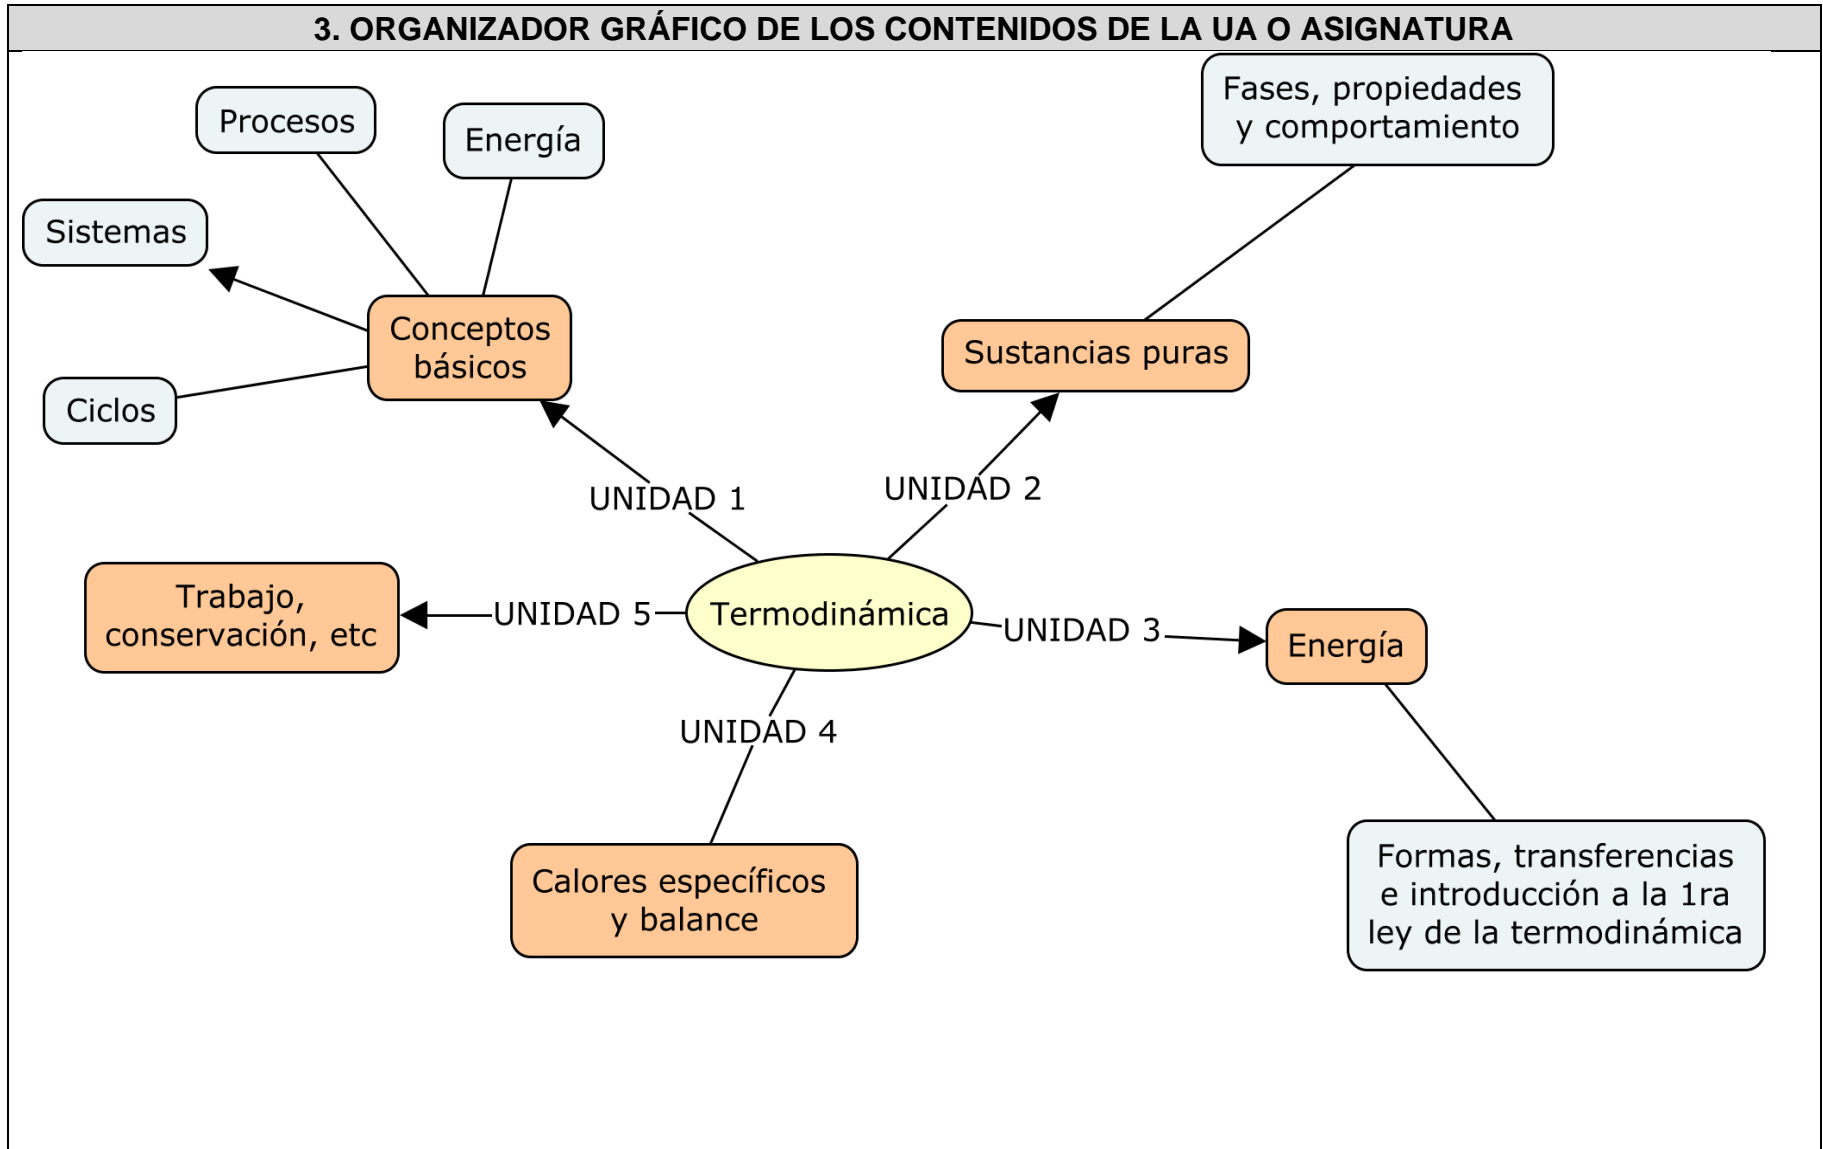 3. ORGANIZADOR GRÁFICO DE LOS CONTENIDOS DE LA UA O ASIGNATURA
Procesos
Energía
Sistemas
Ciclos
Conceptos
básicos
Fases, propiedades
y comportamiento
Sustancias puras
UNIDAD 1
UNIDAD 2
Trabajo,
conservación, etc
UNIDAD 5
Termodinámica
UNIDAD 3
Energía
UNIDAD 4
Calores específicos
y balance
Formas, transferencias
e introducción a la 1ra
ley de la termodinámica